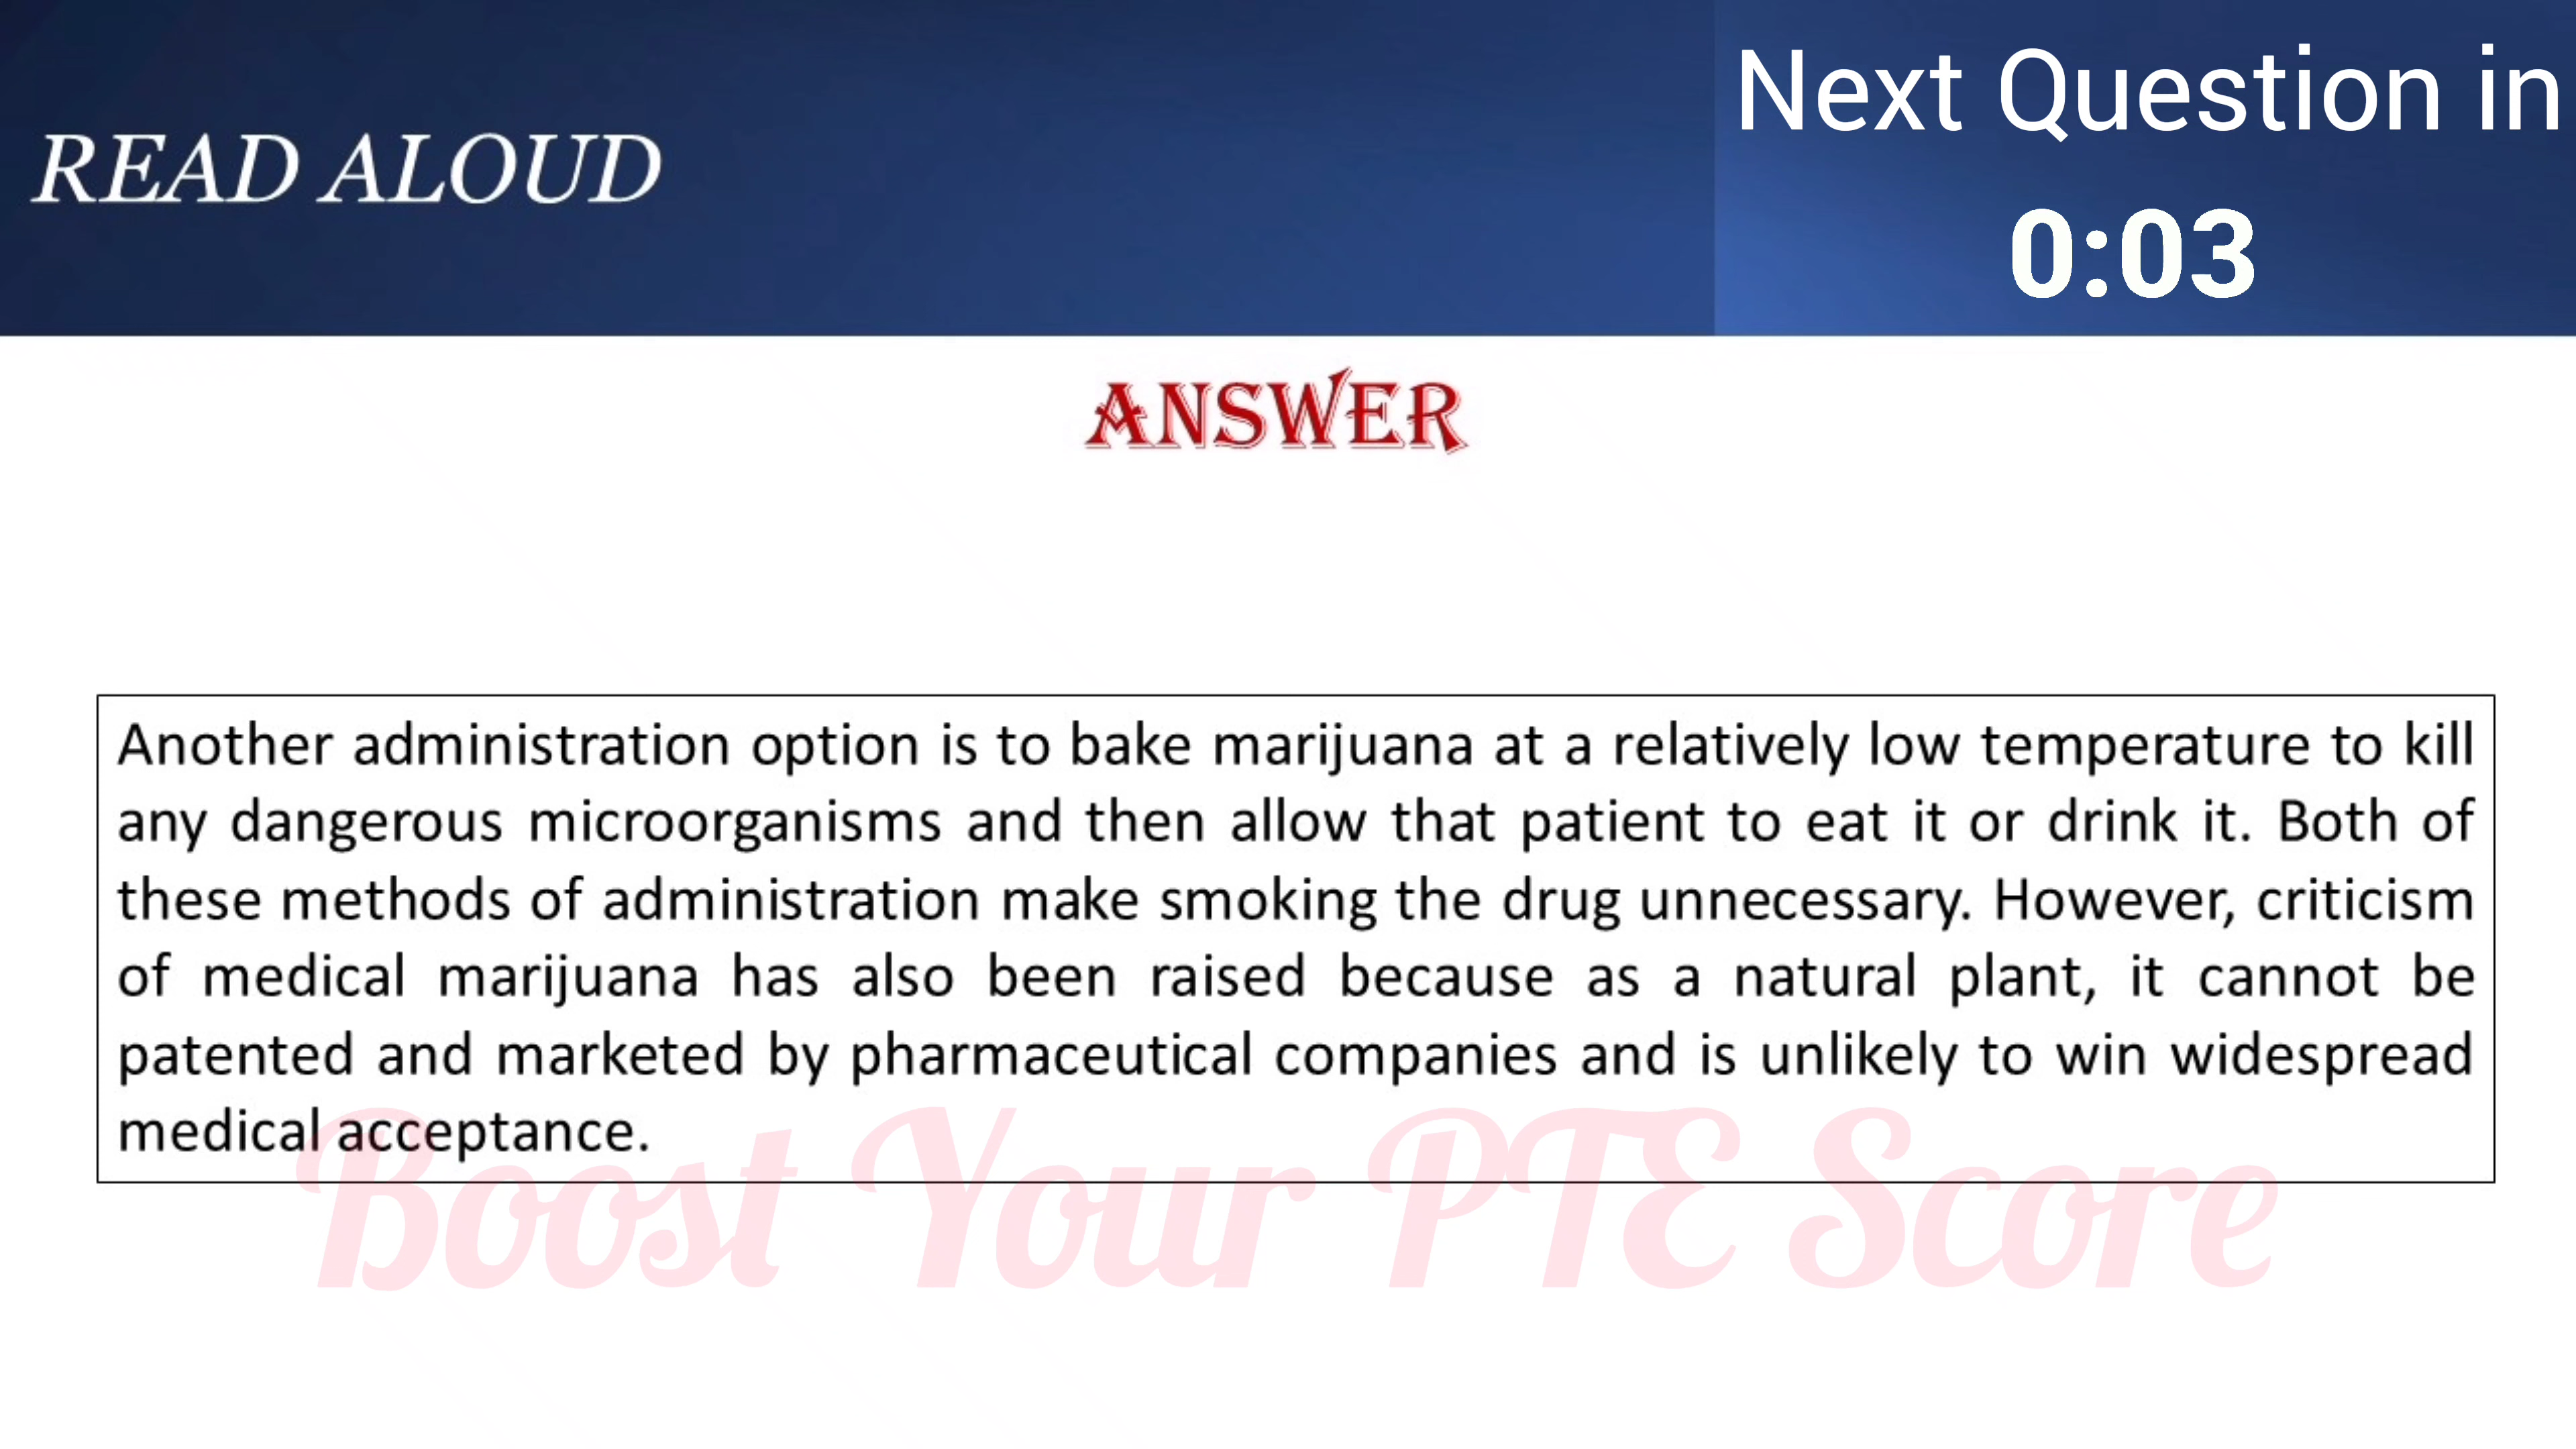 READ ALOUD
Next Question in
0:03
ANSWER
Another administration option is to bake marijuana at a relatively low temperature to kill
any dangerous microorganisms and then allow that patient to eat it or drink it. Both of
these methods of administration make smoking the drug unnecessary. However, criticism
of medical marijuana has also been raised because as a natural plant, it cannot be
patented and marketed by pharmaceutical companies and is unlikely to win widespread
medical acceptance.
Boost Your PTE Score